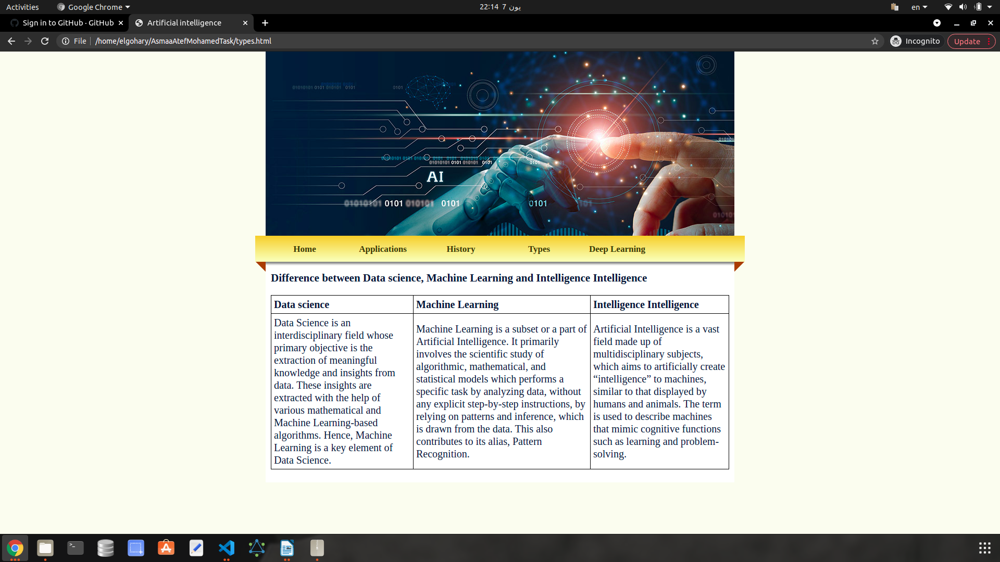 Activities
Google Chrome
22:14 7 يون
en
Sign in to GitHub · GitHub
Artificial intelligence
File
/home/elgohary/AsmaaAtefMohamedTask/types.html
Incognito
Update
01010101 0101 010101 0101
0101
01010101 0101 010101 0101 0101
01010101 0101 010101 0101 0101
AI
01010101 0101 010101 0101 0101
Home Applications History Types Deep Learning
Difference between Data science, Machine Learning and Intelligence Intelligence
Data science
Machine Learning
Intelligence Intelligence
Data Science is an
interdisciplinary field whose
primary objective is the
extraction of meaningful
knowledge and insights from
data. These insights are
extracted with the help of
various mathematical and
Machine Learning-based
algorithms. Hence, Machine
Learning is a key element of
Data Science.
Machine Learning is a subset or a part of
Artificial Intelligence. It primarily
involves the scientific study of
algorithmic, mathematical, and
statistical models which performs a
specific task by analyzing data, without
any explicit step-by-step instructions, by
relying on patterns and inference, which
is drawn from the data. This also
contributes to its alias, Pattern
Recognition.
Artificial Intelligence is a vast
field made up of
multidisciplinary subjects,
which aims to artificially create
“intelligence” to machines,
similar to that displayed by
humans and animals. The term
is used to describe machines
that mimic cognitive functions
such as learning and problem-
solving.